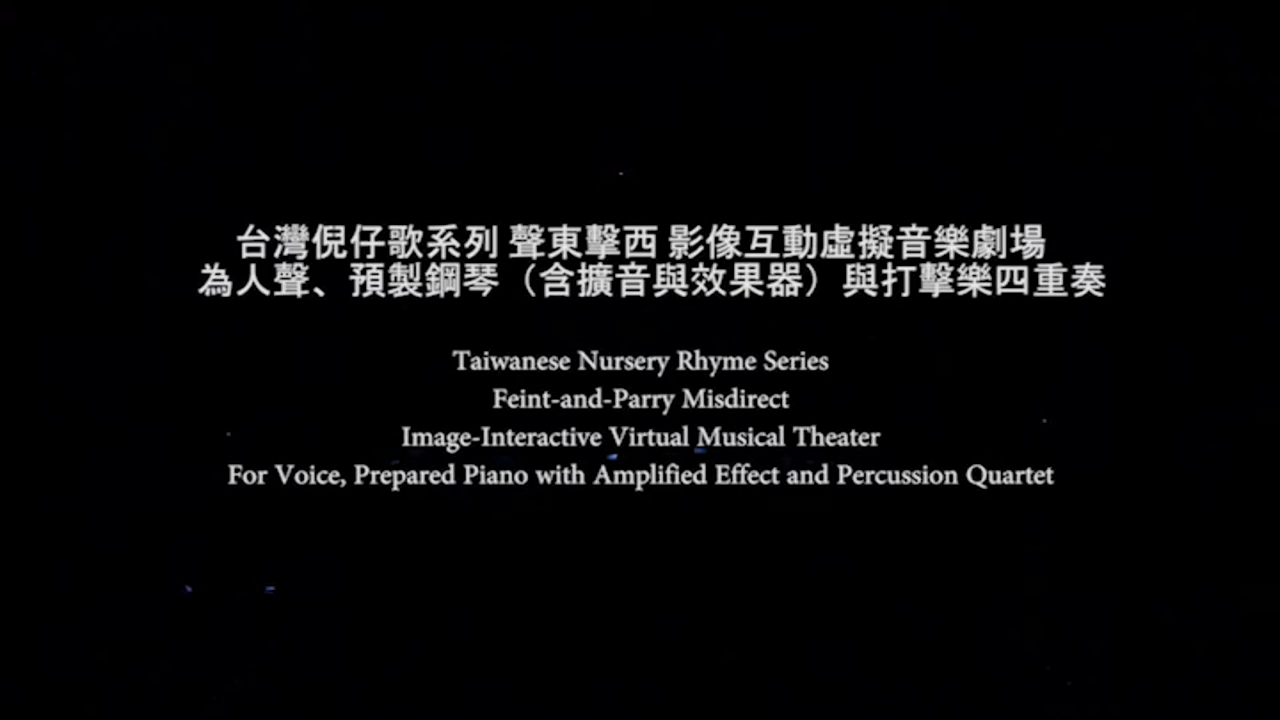 台灣倪仔歌系列 聲東擊西 影像互動虛擬音樂劇場
為人聲、預製鋼琴（含擴音與效果器）與打擊樂四重奏
Taiwanese Nursery Rhyme Series
Feint-and-Parry Misdirect
Image-Interactive Virtual Musical Theater
For Voice, Prepared Piano with Amplified Effect and Percussion Quartet